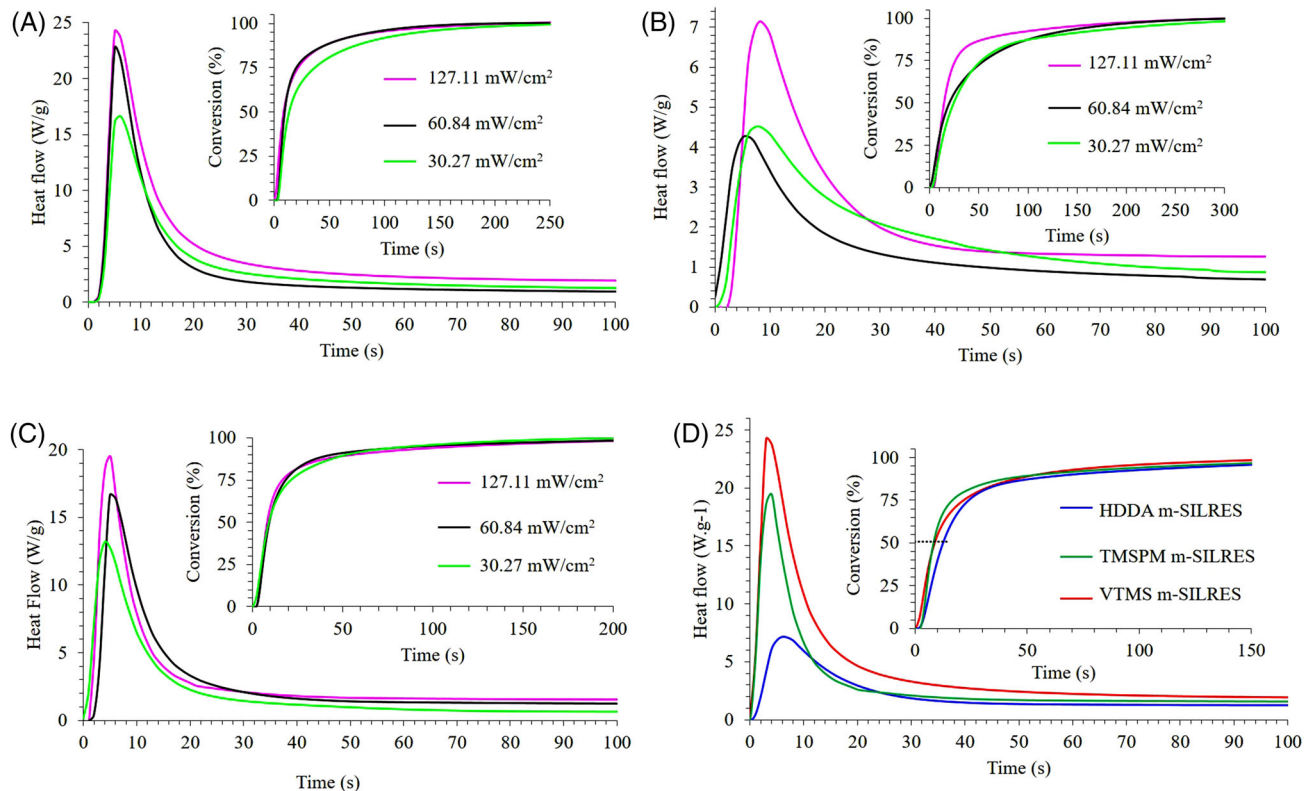 (A)
Heat flow (W/g)
25
20
15
10
5
0
0 10 20 30 40 50 60 70 80 90 100
Time (s)
Conversion (%)
100
75
50
25
0
0 50 100 150 200 250
Time (s)
127.11 mW/cm²
60.84 mW/cm²
30.27 mW/cm²
(B)
Heat flow (W/g)
7
6
5
4
3
2
1
0
0 10 20 30 40 50 60 70 80 90 100
Time (s)
Conversion (%)
100
75
50
25
0
0 50 100 150 200 250 300
Time (s)
127.11 mW/cm²
60.84 mW/cm²
30.27 mW/cm²
(C)
Heat Flow (W/g)
20
15
10
5
0
0 10 20 30 40 50 60 70 80 90 100
Time (s)
Conversion (%)
100
75
50
25
0
0 50 100 150 200
Time (s)
127.11 mW/cm²
60.84 mW/cm²
30.27 mW/cm²
(D)
Heat flow (W.g-1)
25
20
15
10
5
0
0 10 20 30 40 50 60 70 80 90 100
Time (s)
Conversion (%)
100
75
50
25
0
0 50 100 150
Time (s)
HDDA m-SILRES
TMSPM m-SILRES
VTMS m-SILRES